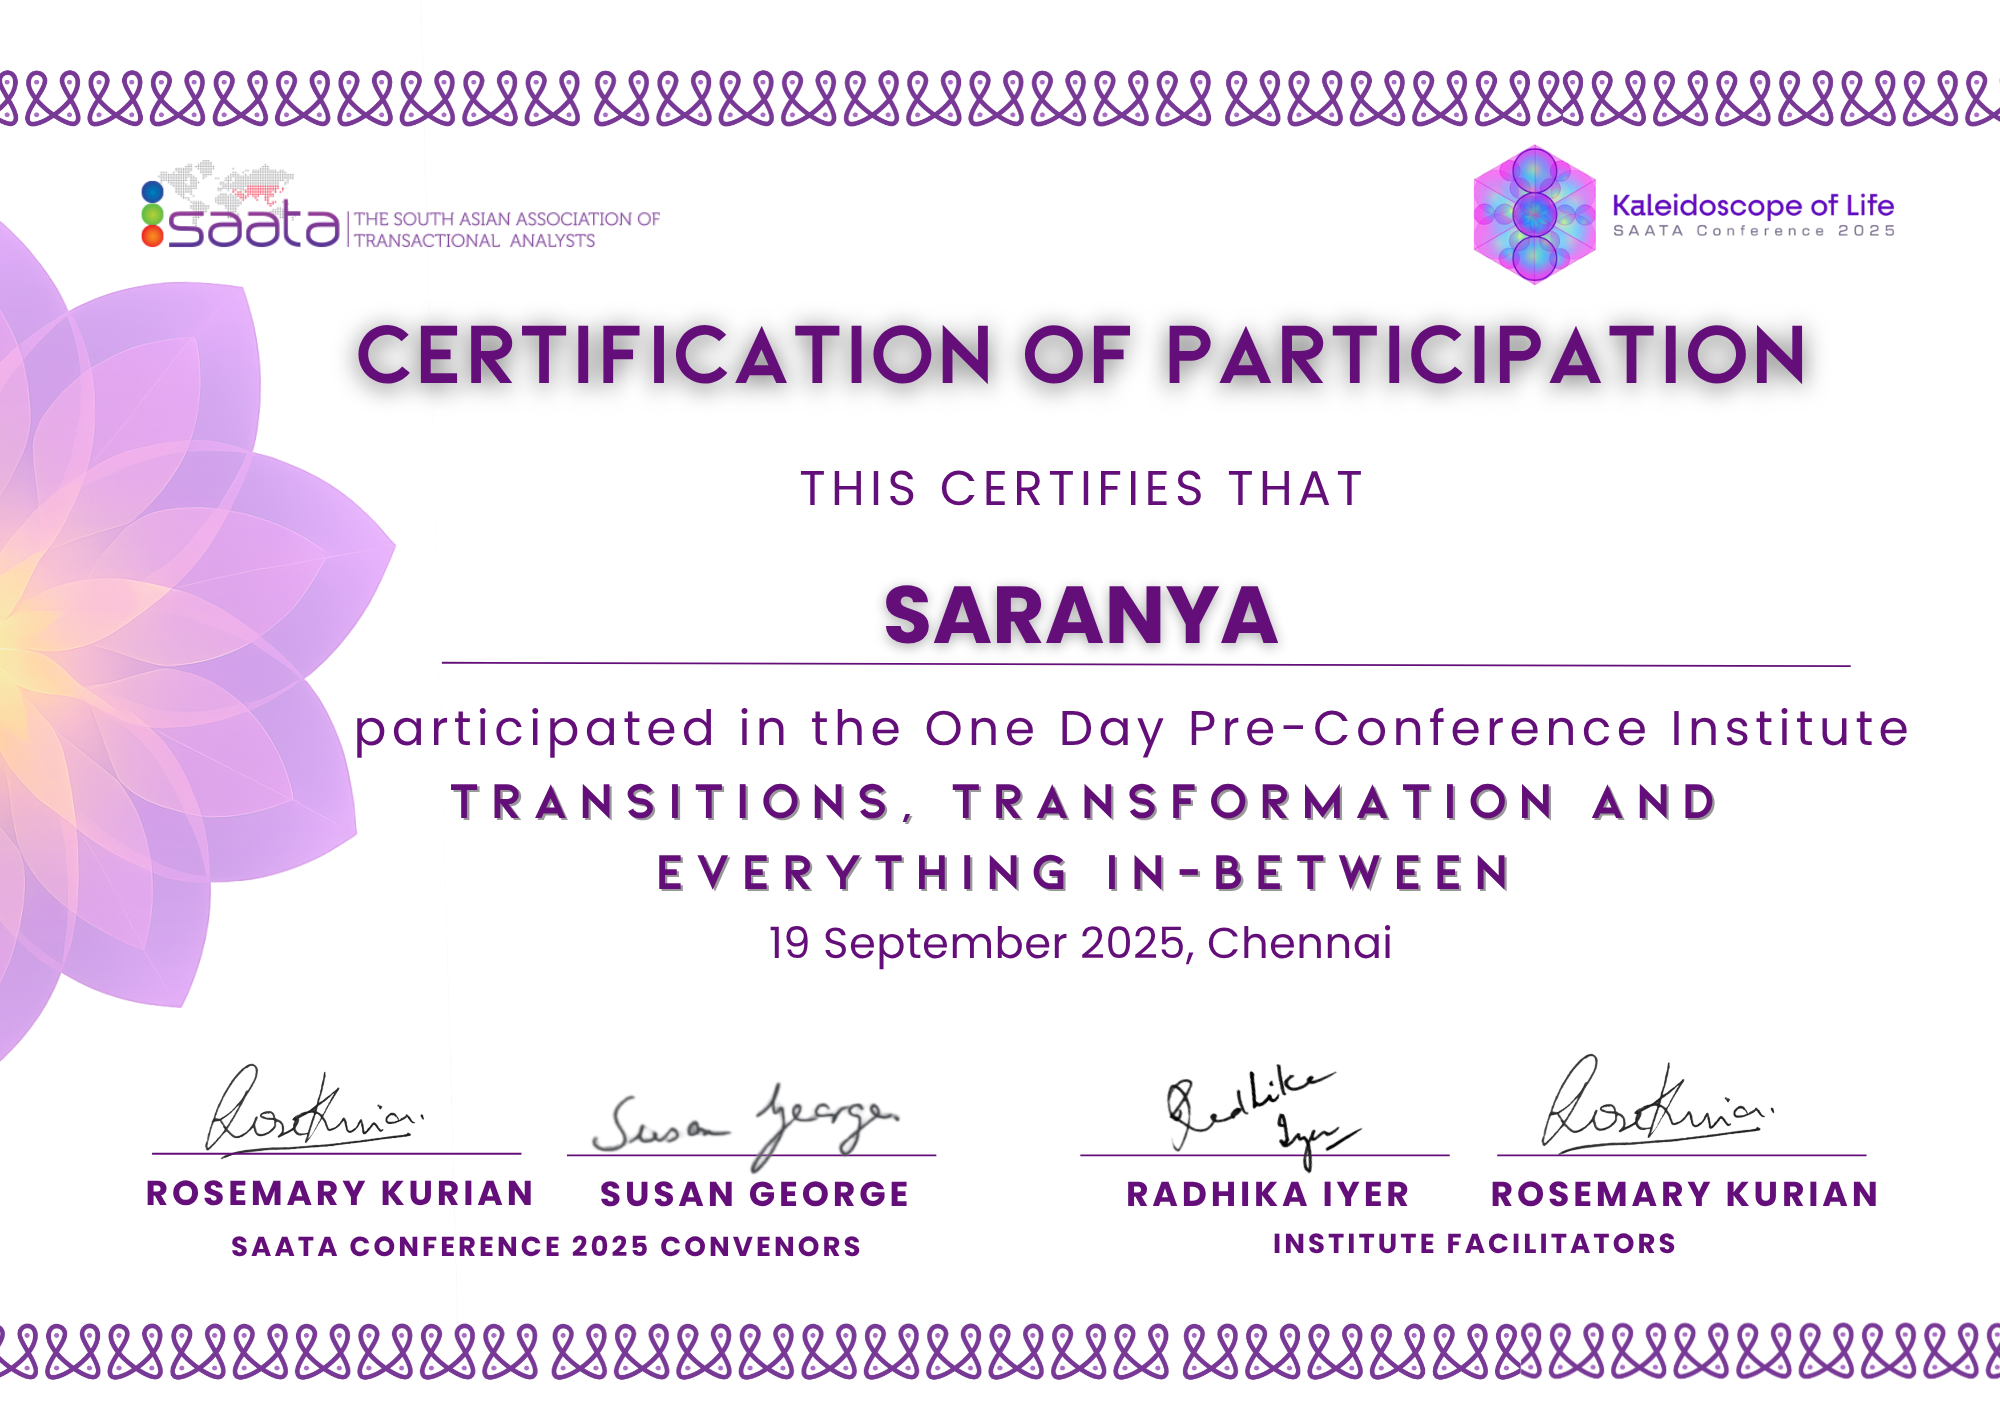 saata
THE SOUTH ASIAN ASSOCIATION OF
TRANSACTIONAL ANALYSTS
Kaleidoscope of Life
SAATA Conference 2025
CERTIFICATION OF PARTICIPATION
THIS CERTIFIES THAT
SARANYA
participated in the One Day Pre-Conference Institute
TRANSITIONS, TRANSFORMATION AND
EVERYTHING IN-BETWEEN
19 September 2025, Chennai
RoseKurian.
Susan George
Radhika
Iyer
RoseKurian.
ROSEMARY KURIAN
SUSAN GEORGE
RADHIKA IYER
ROSEMARY KURIAN
SAATA CONFERENCE 2025 CONVENORS
INSTITUTE FACILITATORS